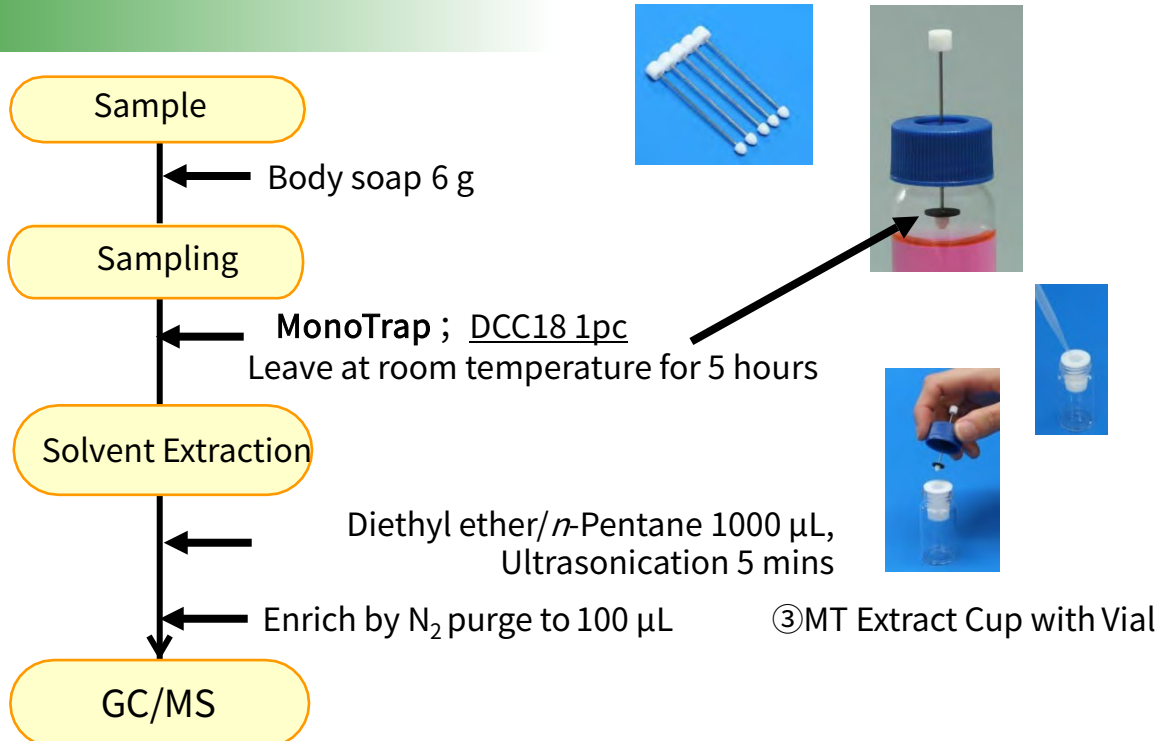 Sample
Body soap 6 g
Sampling
MonoTrap ; DCC18 1pc
Leave at room temperature for 5 hours
Solvent Extraction
Diethyl ether/n-Pentane 1000 µL,
Ultrasonication 5 mins
Enrich by N₂ purge to 100 µL
③MT Extract Cup with Vial
GC/MS